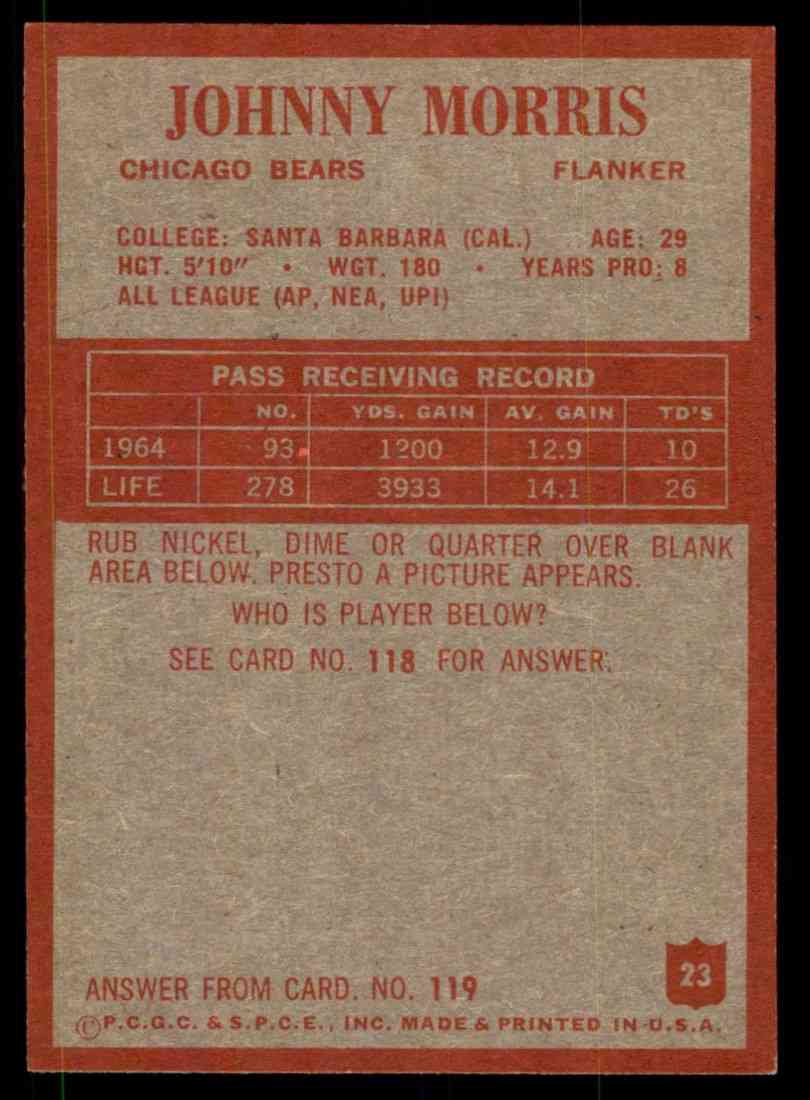 JOHNNY MORRIS
CHICAGO BEARS FLANKER
COLLEGE: SANTA BARBARA (CAL.) AGE: 29
HGT. 5'10" • WGT. 180 • YEARS PRO: 8
ALL LEAGUE (AP, NEA, UPI)
PASS RECEIVING RECORD
NO. YDS. GAIN AV. GAIN TD'S
1964 93 1200 12.9 10
LIFE 278 3933 14.1 26
RUB NICKEL, DIME OR QUARTER OVER BLANK
AREA BELOW. PRESTO A PICTURE APPEARS.
WHO IS PLAYER BELOW?
SEE CARD NO. 118 FOR ANSWER.
23
ANSWER FROM CARD. NO. 119
©P.C.G.C. & S.P.C.E., INC. MADE & PRINTED IN U.S.A.